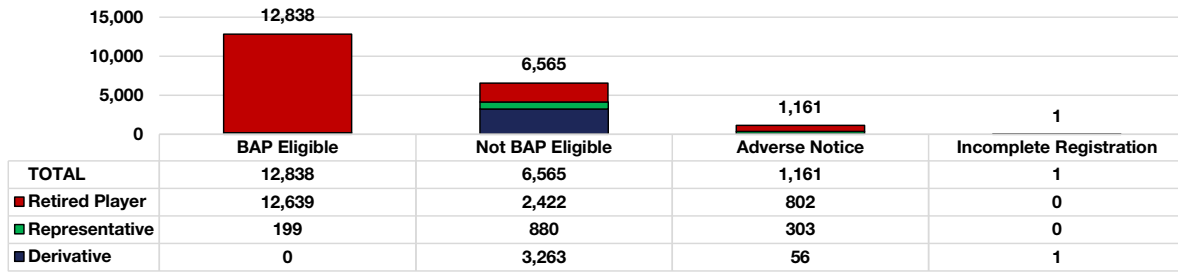 15,000
10,000
5,000
0
12,838
6,565
1,161
1
BAP Eligible Not BAP Eligible Adverse Notice Incomplete Registration
TOTAL 12,838 6,565 1,161 1
Retired Player 12,639 2,422 802 0
Representative 199 880 303 0
Derivative 0 3,263 56 1